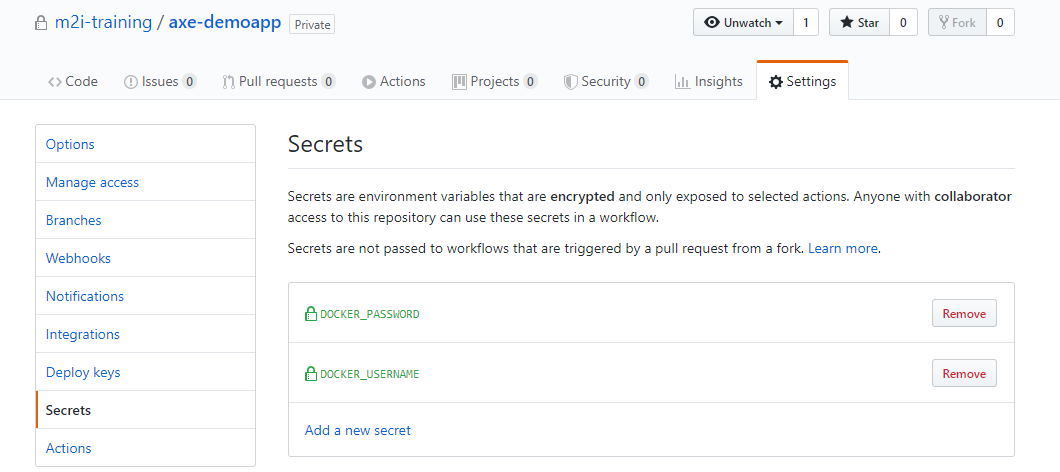 m2i-training / axe-demoapp Private Unwatch 1 Star 0 Fork 0
Code Issues 0 Pull requests 0 Actions Projects 0 Security 0 Insights Settings
Options
Manage access
Branches
Webhooks
Notifications
Integrations
Deploy keys
Secrets
Actions
Secrets
Secrets are environment variables that are encrypted and only exposed to selected actions. Anyone with collaborator
access to this repository can use these secrets in a workflow.
Secrets are not passed to workflows that are triggered by a pull request from a fork. Learn more.
DOCKER_PASSWORD Remove
DOCKER_USERNAME Remove
Add a new secret